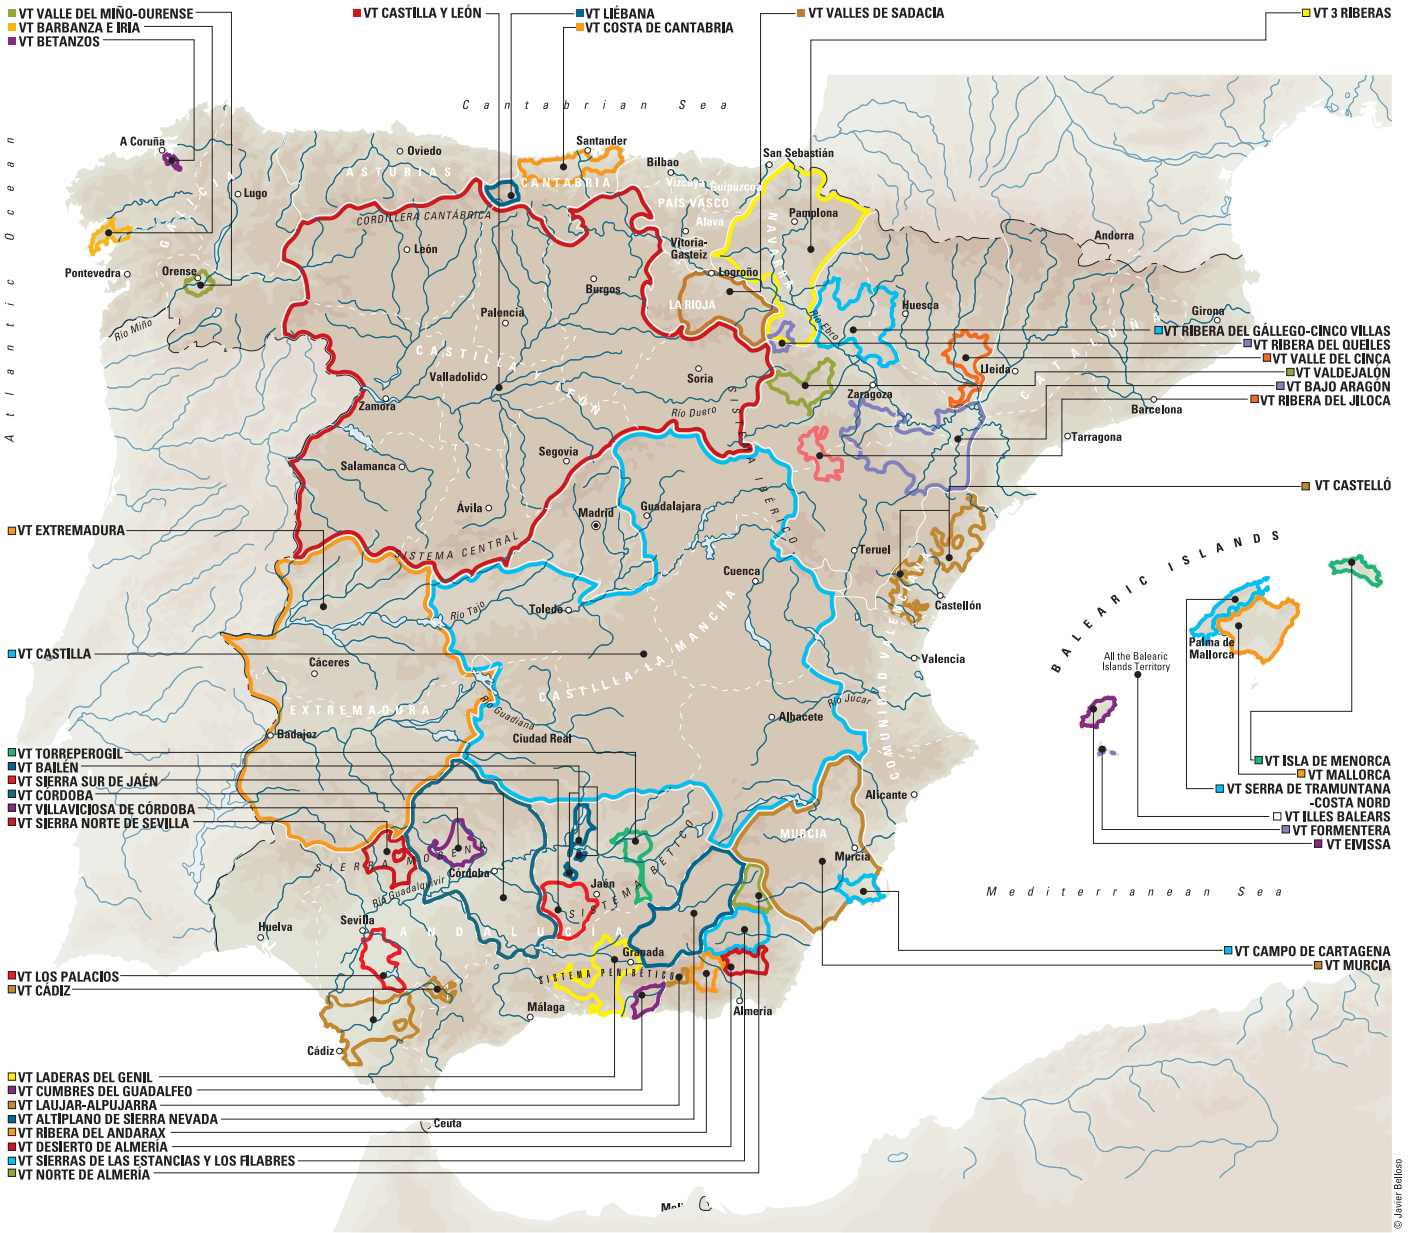 VT VALLE DEL MIÑO-OURENSE
VT BARBANZA E IRIA
VT BETANZOS
VT CASTILLA Y LEÓN
VT LIÉBANA
VT COSTA DE CANTABRIA
VT VALLES DE SADACIA
VT 3 RIBERAS
Cantabrian Sea
Atlantic Ocean
A Coruña
Oviedo
Santander
Bilbao
San Sebastián
ASTURIAS
CANTABRIA
Vizcaya
Guipúzcoa
PAÍS VASCO
Álava
GALICIA
Lugo
CORDILLERA CANTÁBRICA
NAVARRA
Pamplona
León
Vitoria-
Gasteiz
Andorra
Pontevedra
Orense
Logroño
Burgos
LA RIOJA
Huesca
Girona
Río Miño
Palencia
Río Ebro
CATALUÑA
VT RIBERA DEL GÁLLEGO-CINCO VILLAS
VT RIBERA DEL QUEILES
VT VALLE DEL CINCA
VT VALDEJALÓN
VT BAJO ARAGÓN
VT RIBERA DEL JILOCA
CASTILLA Y LEÓN
Valladolid
Soria
Lleida
Zaragoza
Zamora
Río Duero
Barcelona
Tarragona
SISTEMA IBÉRICO
Segovia
Salamanca
VT CASTELLÓ
Ávila
Madrid
Guadalajara
VT EXTREMADURA
SISTEMA CENTRAL
Teruel
BALEARIC ISLANDS
Cuenca
Río Tajo
Toledo
Castellón
VT CASTILLA
Cáceres
CASTILLLA MANCHA
COMUNIDAD VALENCIANA
Valencia
Palma de
Mallorca
All the Balearic
Islands Territory
EXTREMADURA
Río Guadiana
Río Júcar
Badajoz
Ciudad Real
Albacete
VT TORREPEROGIL
VT BAILÉN
VT SIERRA SUR DE JAÉN
VT CÓRDOBA
VT VILLAVICIOSA DE CÓRDOBA
VT SIERRA NORTE DE SEVILLA
VT ISLA DE MENORCA
VT MALLORCA
VT SERRA DE TRAMUNTANA
-COSTA NORD
VT ILLES BALEARS
VT FORMENTERA
VT EIVISSA
Alicante
MURCIA
Murcia
SIERRA MORENA
Córdoba
SISTEMA BÉTICO
Jaén
Río Guadalquivir
Mediterranean Sea
Huelva
Sevilla
ANDALUCÍA
Granada
VT CAMPO DE CARTAGENA
VT MURCIA
VT LOS PALACIOS
VT CÁDIZ
SISTEMA PENIBÉTICO
Málaga
Almería
Cádiz
VT LADERAS DEL GENIL
VT CUMBRES DEL GUADALFEO
VT LAUJAR-ALPUJARRA
VT ALTIPLANO DE SIERRA NEVADA
VT RIBERA DEL ANDARAX
VT DESIERTO DE ALMERÍA
VT SIERRAS DE LAS ESTANCIAS Y LOS FILABRES
VT NORTE DE ALMERÍA
Ceuta
© Javier Belloso